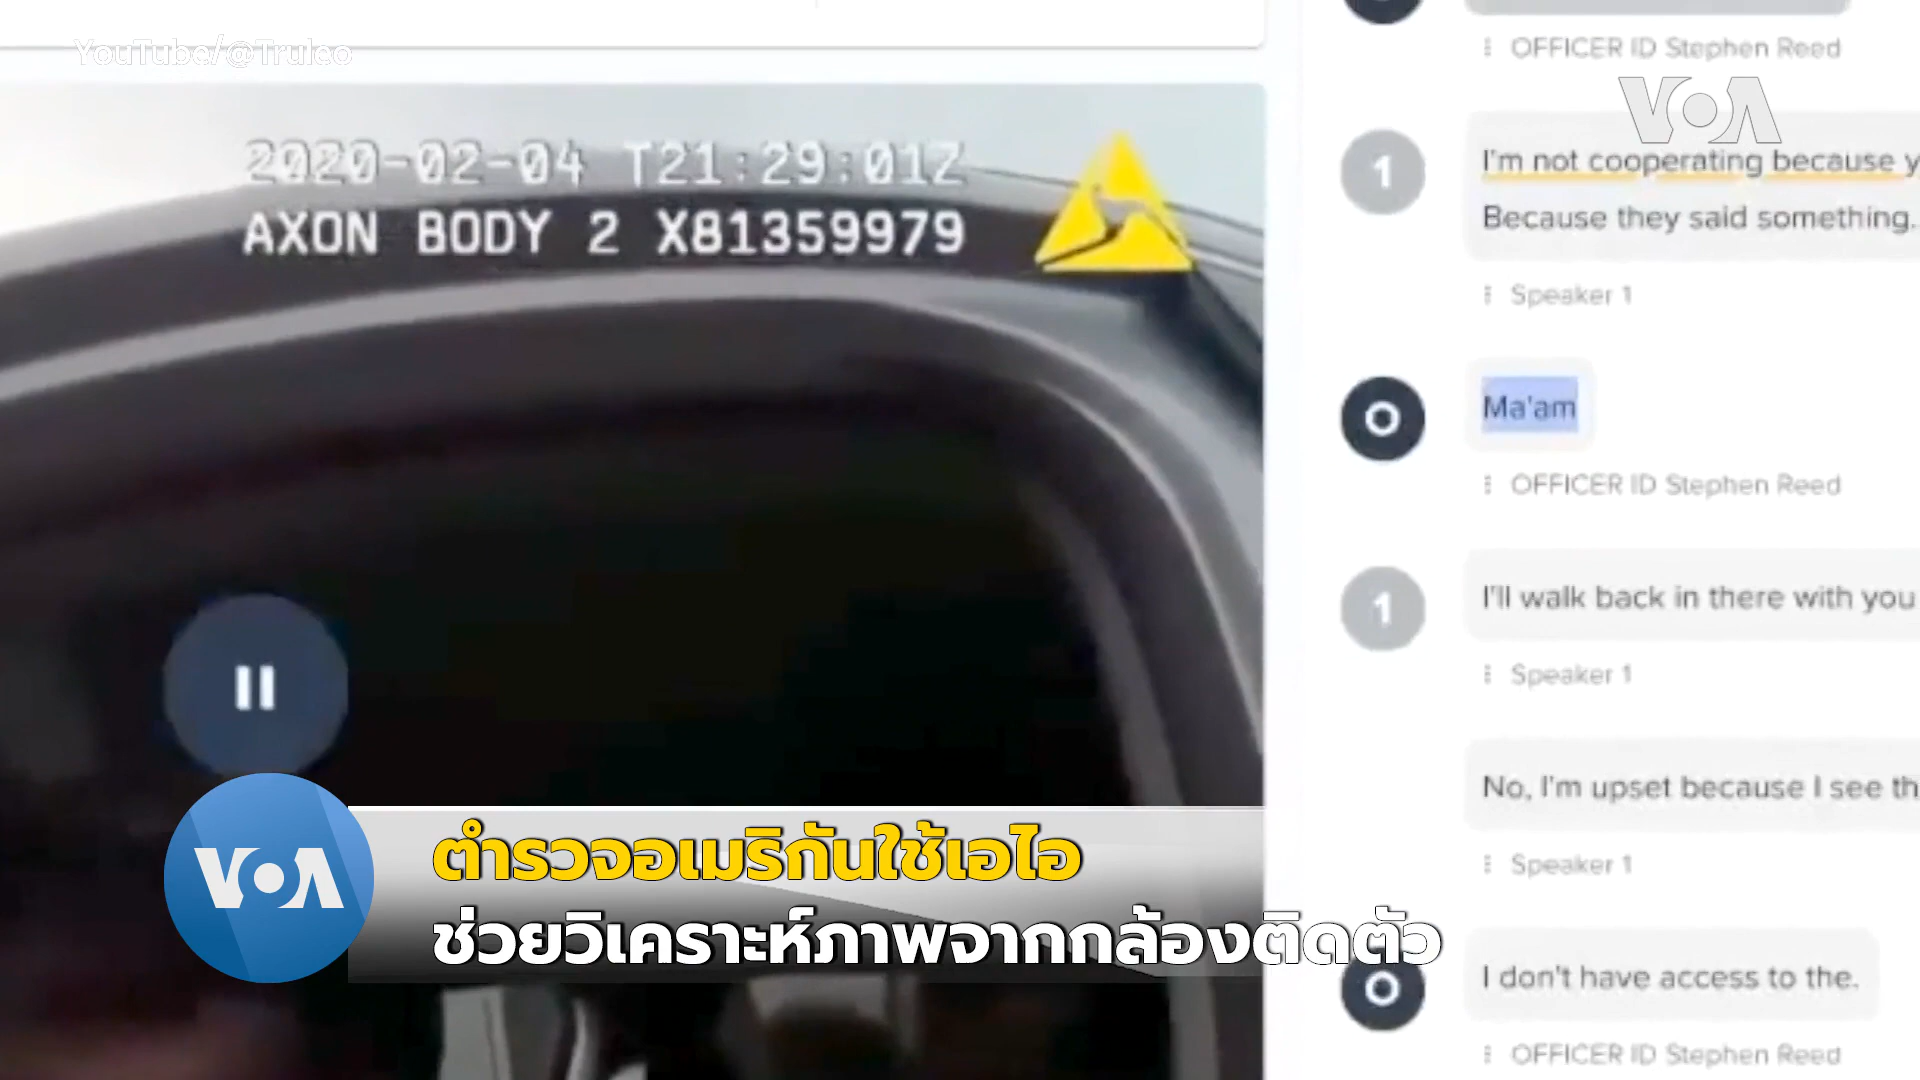 YouTube/@Truleo
2020-02-04 T21:29:01Z
AXON BODY 2 X81359979
OFFICER ID Stephen Reed
VOA
1
I'm not cooperating because y
Because they said something.
Speaker 1
O
Ma'am
OFFICER ID Stephen Reed
1
I'll walk back in there with you
Speaker 1
No, I'm upset because I see th
Speaker 1
O
I don't have access to the.
OFFICER ID Stephen Reed
VOA
ตำรวจอเมริกันใช้เอไอ
ช่วยวิเคราะห์ภาพจากกล้องติดตัว